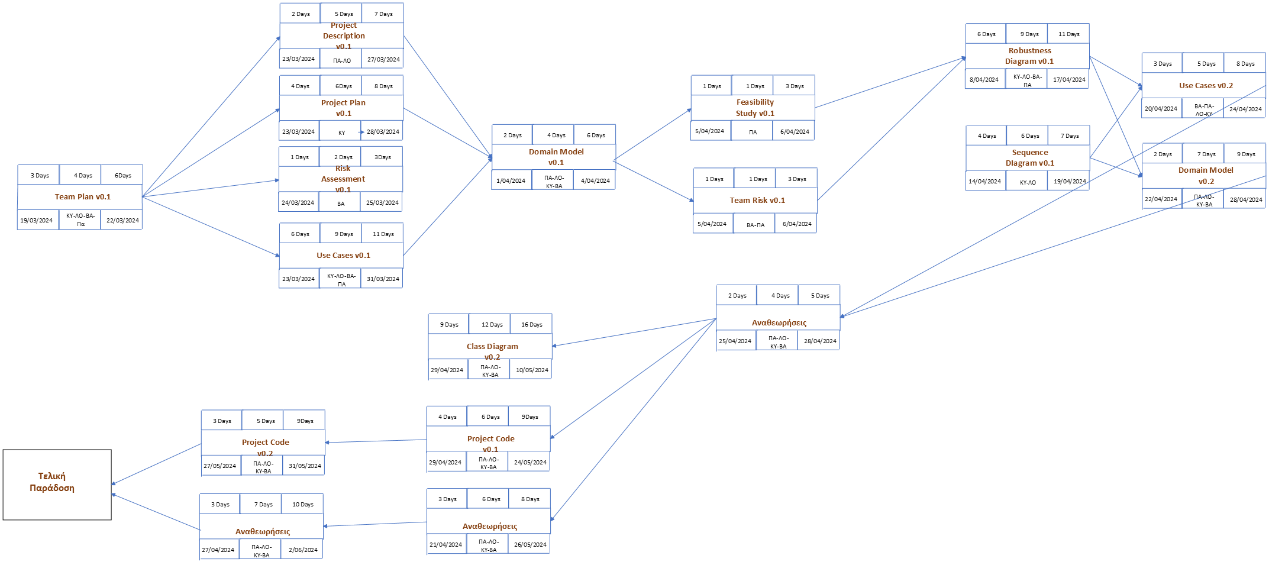 2 Days 5 Days 7 Days
Project
Description
v0.1
23/03/2024 ΠΑ-ΛΟ 27/03/2024
4 Days 6Days 8 Days
Project Plan
v0.1
23/03/2024 ΚΥ 28/03/2024
1 Days 2 Days 3Days
Risk
Assessment
v0.1
24/03/2024 ΒΑ 25/03/2024
3 Days 4 Days 6Days
Team Plan v0.1
19/03/2024 ΚΥ-ΛΟ-ΒΑ-
Πα 22/03/2024
6 Days 9 Days 11 Days
Use Cases v0.1
23/03/2024 ΚΥ-ΛΟ-ΒΑ-
ΠΑ 31/03/2024
2 Days 4 Days 6 Days
Domain Model
v0.1
1/04/2024 ΠΑ-ΛΟ-
ΚΥ-ΒΑ 4/04/2024
1 Days 1 Days 3 Days
Feasibility
Study v0.1
5/04/2024 ΠΑ 6/04/2024
1 Days 1 Days 3 Days
Team Risk v0.1
5/04/2024 ΒΑ-ΠΑ 6/04/2024
6 Days 9 Days 11 Days
Robustness
Diagram v0.1
8/04/2024 ΚΥ-ΛΟ-ΒΑ-
ΠΑ 17/04/2024
4 Days 6 Days 7 Days
Sequence
Diagram v0.1
14/04/2024 ΚΥ-ΛΟ 19/04/2024
3 Days 5 Days 8 Days
Use Cases v0.2
20/04/2024 ΒΑ-ΠΑ-
ΛΟ-ΚΥ 24/04/2024
2 Days 7 Days 9 Days
Domain Model
v0.2
22/04/2024 ΠΑ-ΛΟ-
ΚΥ-ΒΑ 28/04/2024
2 Days 4 Days 5 Days
Αναθεωρήσεις
25/04/2024 ΠΑ-ΛΟ-
ΚΥ-ΒΑ 28/04/2024
9 Days 12 Days 16 Days
Class Diagram
v0.2
29/04/2024 ΠΑ-ΛΟ-
ΚΥ-ΒΑ 10/05/2024
4 Days 6 Days 9Days
Project Code
v0.1
29/04/2024 ΠΑ-ΛΟ-
ΚΥ-ΒΑ 24/05/2024
3 Days 5 Days 9Days
Project Code
v0.2
27/05/2024 ΠΑ-ΛΟ-
ΚΥ-ΒΑ 31/05/2024
3 Days 6 Days 8 Days
Αναθεωρήσεις
21/04/2024 ΠΑ-ΛΟ-
ΚΥ-ΒΑ 26/05/2024
3 Days 7 Days 10 Days
Αναθεωρήσεις
27/04/2024 ΠΑ-ΛΟ-
ΚΥ-ΒΑ 2/06/2024
Τελική
Παράδοση